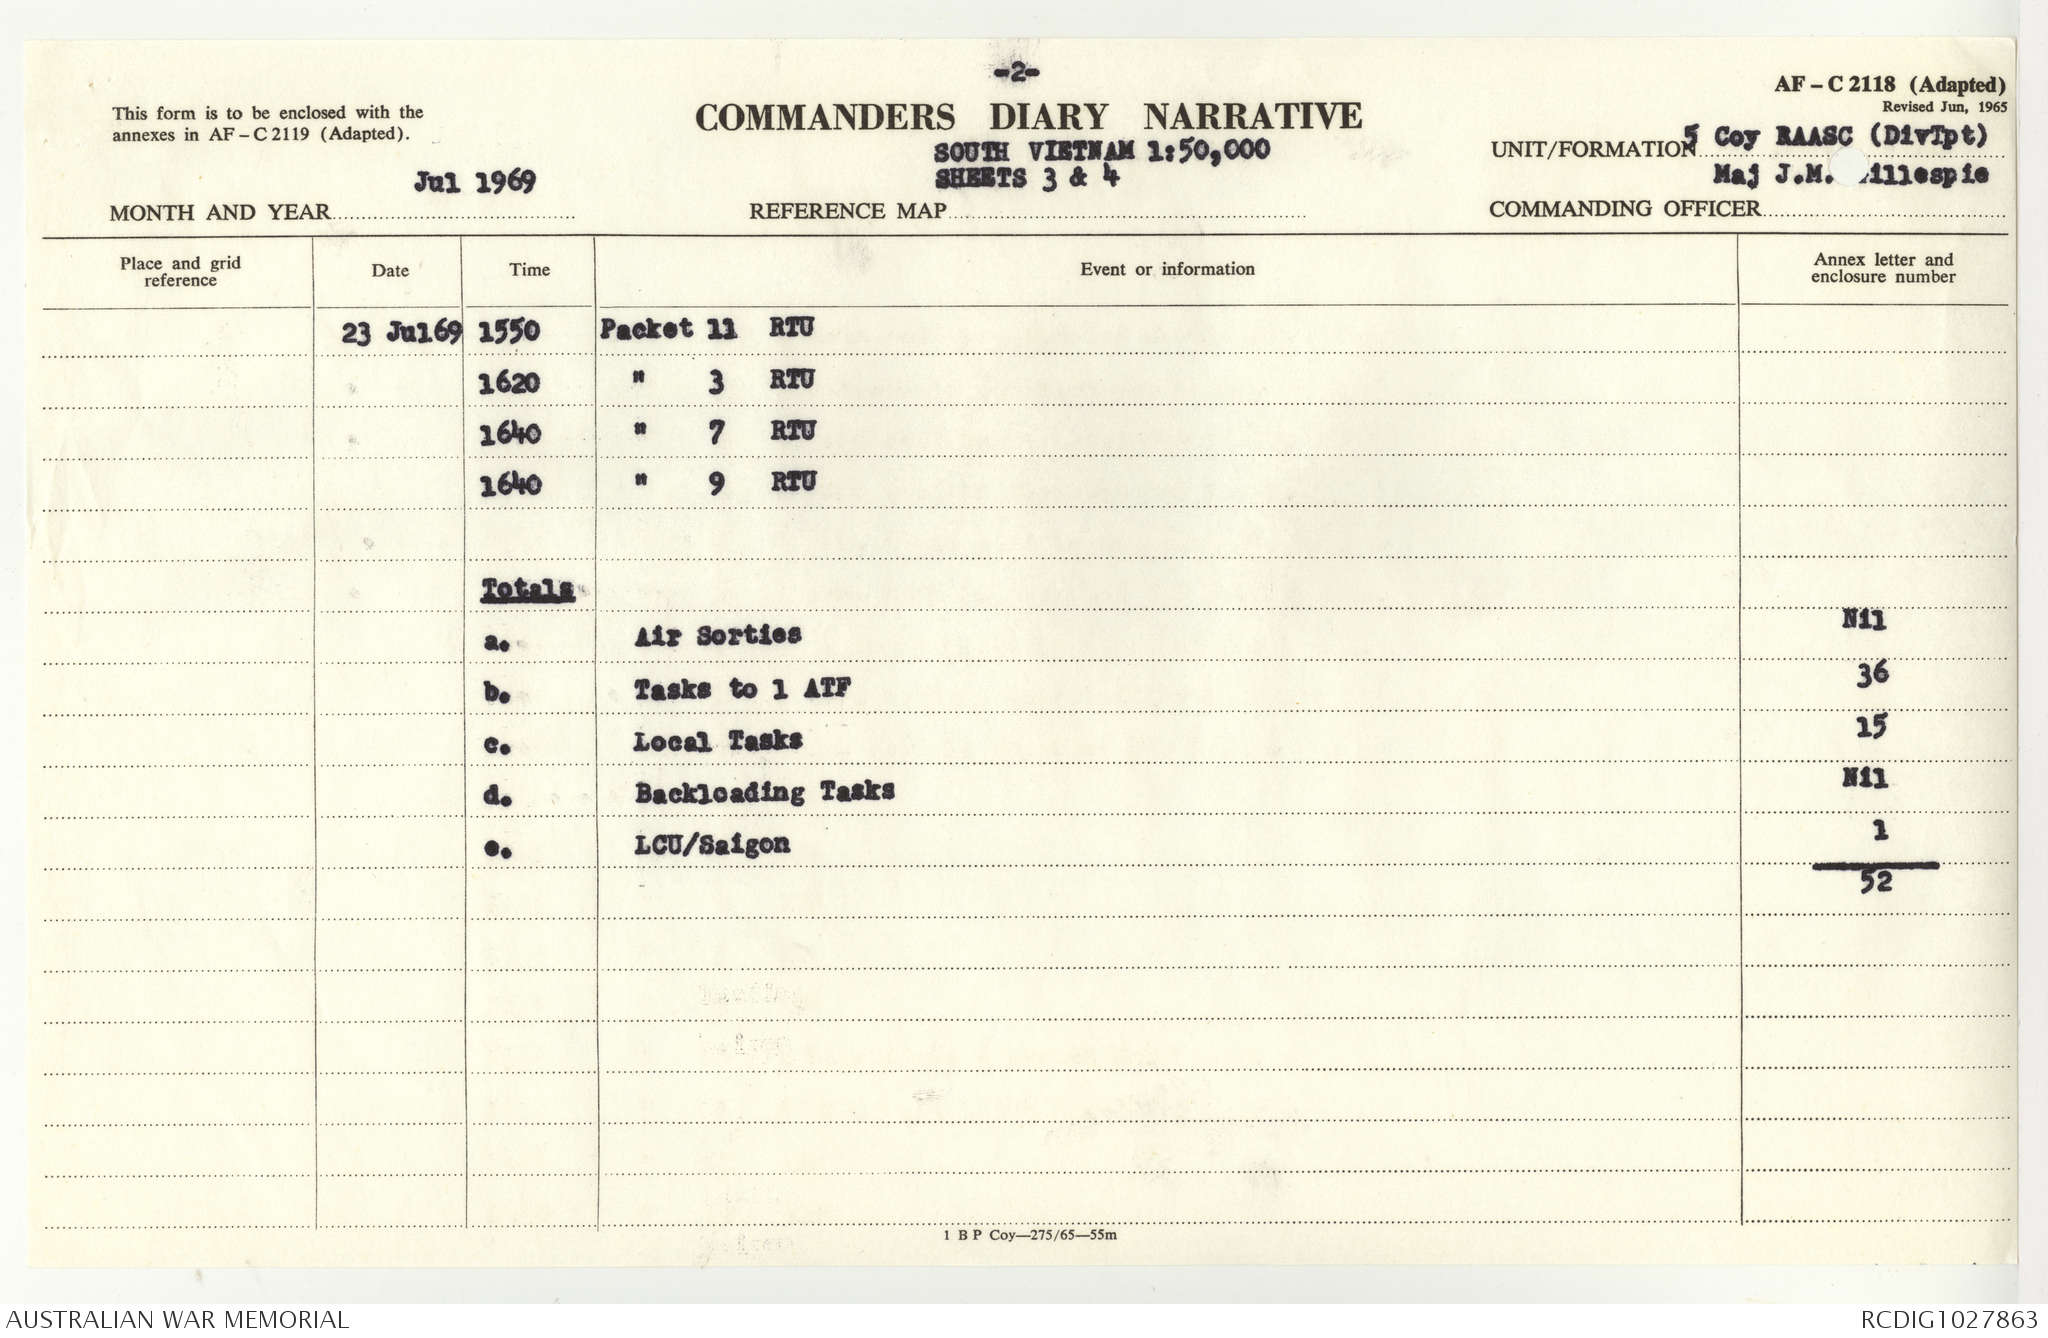 -2-
AF – C 2118 (Adapted)
Revised Jun, 1965
This form is to be enclosed with the
annexes in AF – C 2119 (Adapted).
COMMANDERS DIARY NARRATIVE
SOUTH VIETNAM 1:50,000
SHEETS 3 & 4
UNIT/FORMATION 5 Coy RAASC (DivTpt)
Maj J.M. illespie
MONTH AND YEAR Jul 1969
REFERENCE MAP
COMMANDING OFFICER
Place and grid
reference
Date
Time
Event or information
Annex letter and
enclosure number
23 Jul69 1550 Packet 11 RTU
1620 " 3 RTU
1640 " 7 RTU
1640 " 9 RTU
Totals
a. Air Sorties Nil
b. Tasks to 1 ATF 36
c. Local Tasks 15
d. Backloading Tasks Nil
e. LCU/Saigon 1
52
1 B P Coy—275/65—55m
AUSTRALIAN WAR MEMORIAL
RCDIG1027863